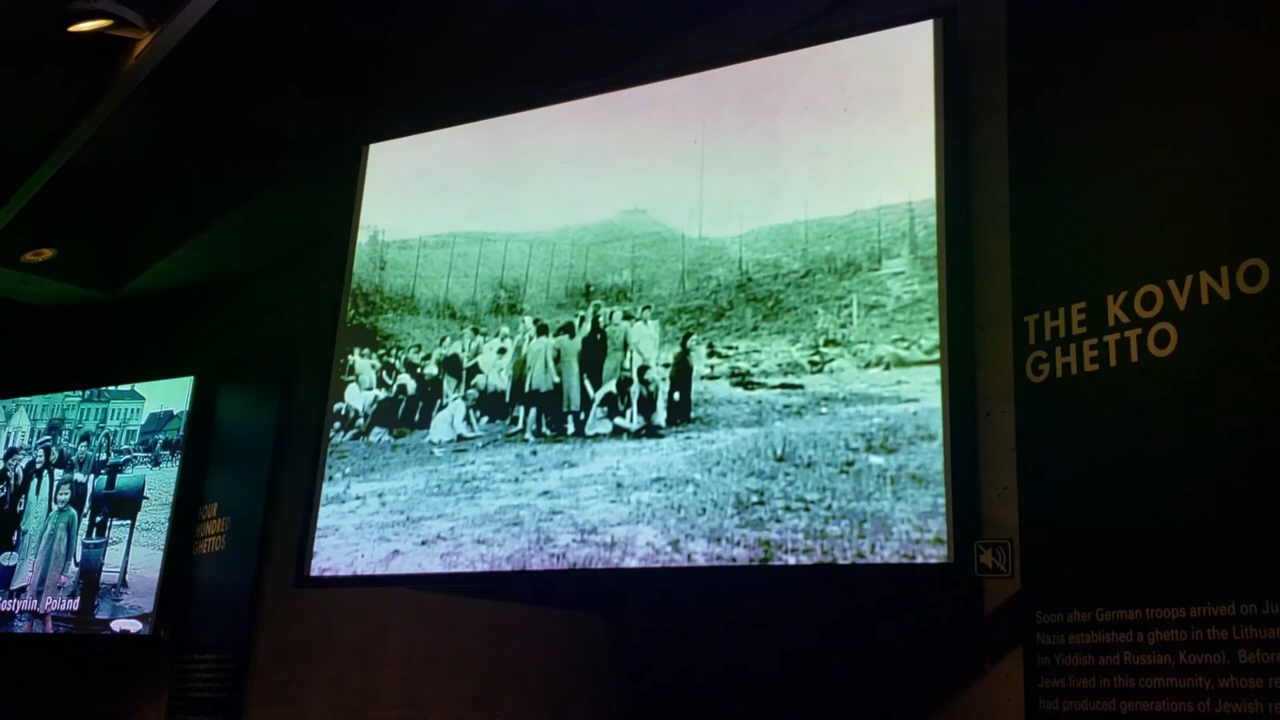 THE KOVNO
GHETTO
FOUR
HUNDRED
GHETTOS
Gostynin, Poland
Soon after German troops arrived on Ju
Nazis established a ghetto in the Lithua
(in Yiddish and Russian, Kovno). Before
Jews lived in this community, whose re
had produced generations of Jewish re